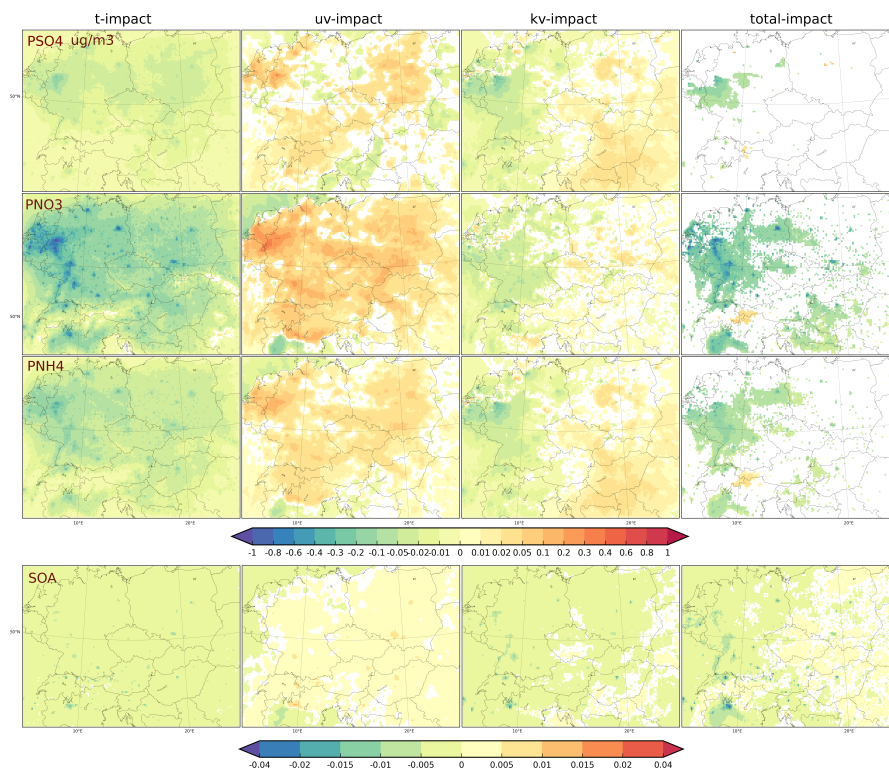 t-impact uv-impact kv-impact total-impact
PSO4 ug/m3
50°N
PNO3
50°N
PNH4
10°E 20°E 10°E 20°E 10°E 20°E 10°E 20°E
-1 -0.8 -0.6 -0.4 -0.3 -0.2 -0.1 -0.05 -0.02 -0.01 0 0.01 0.02 0.05 0.1 0.2 0.3 0.4 0.6 0.8 1
SOA
50°N
10°E 20°E 10°E 20°E 10°E 20°E 10°E 20°E
-0.04 -0.02 -0.015 -0.01 -0.005 0 0.005 0.01 0.015 0.02 0.04